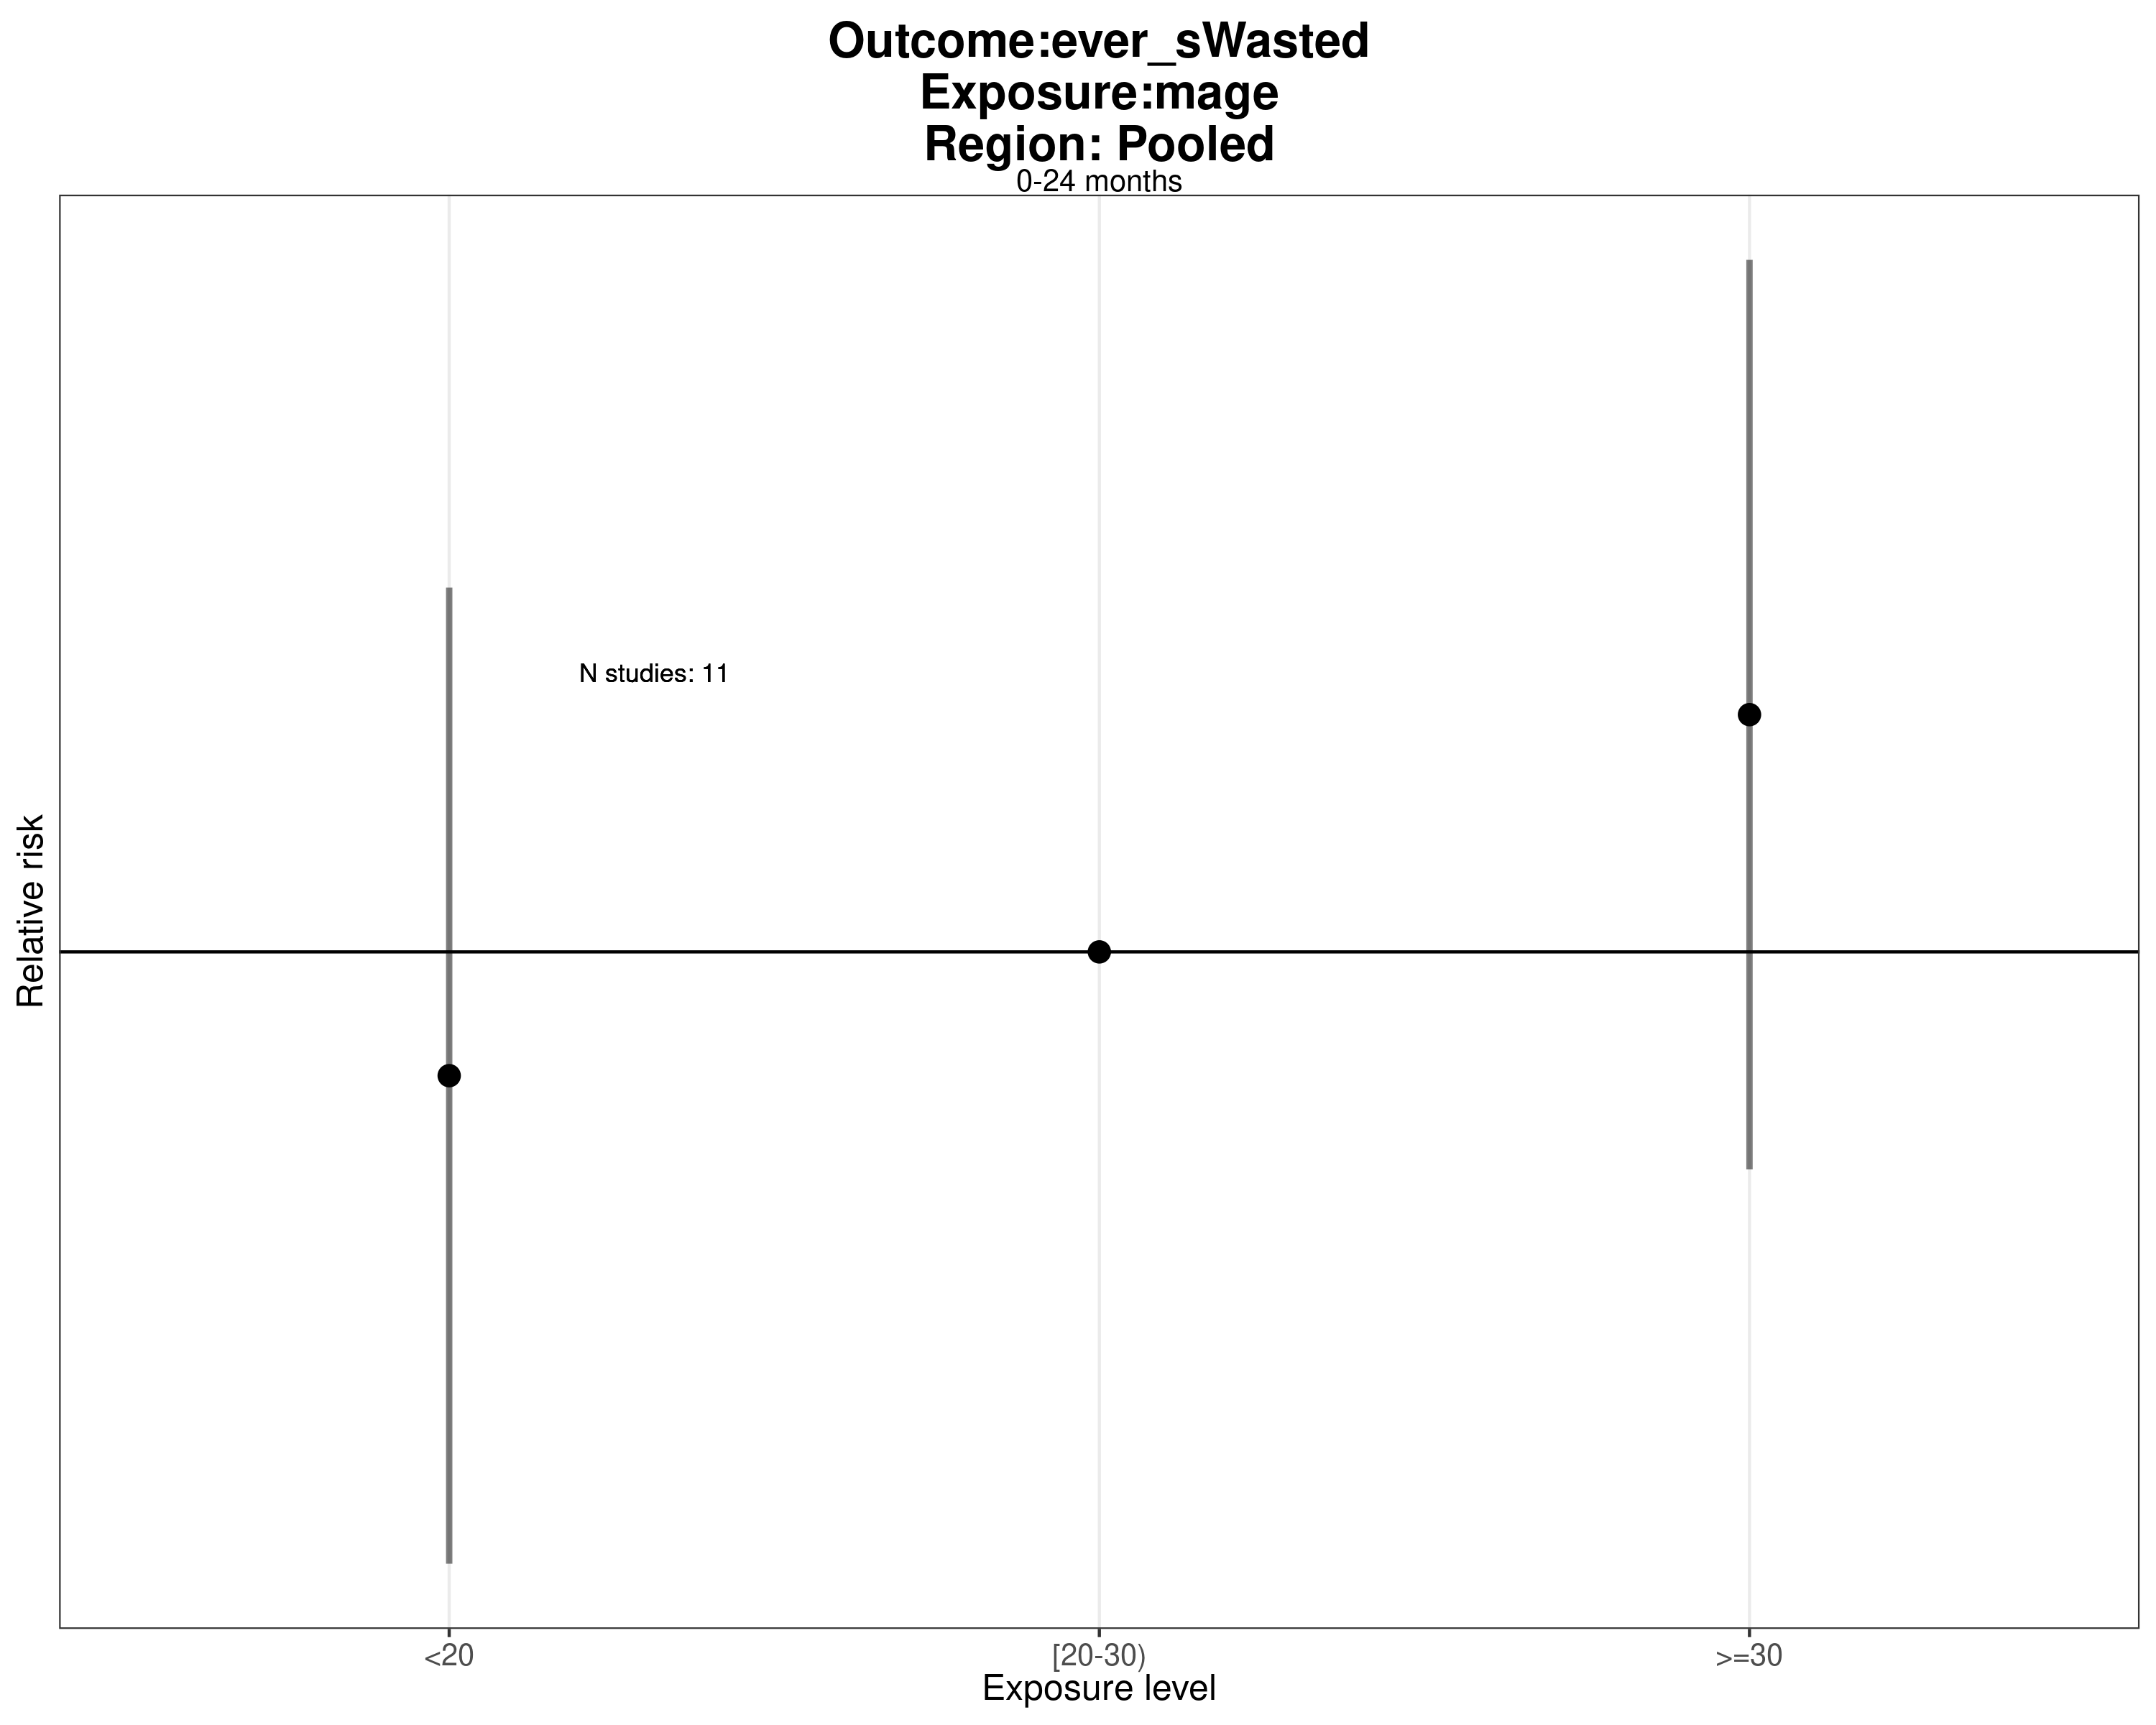 Outcome:ever_sWasted
Exposure:mage
Region: Pooled
0-24 months
N studies: 11
Relative risk
<20
[20-30)
>=30
Exposure level